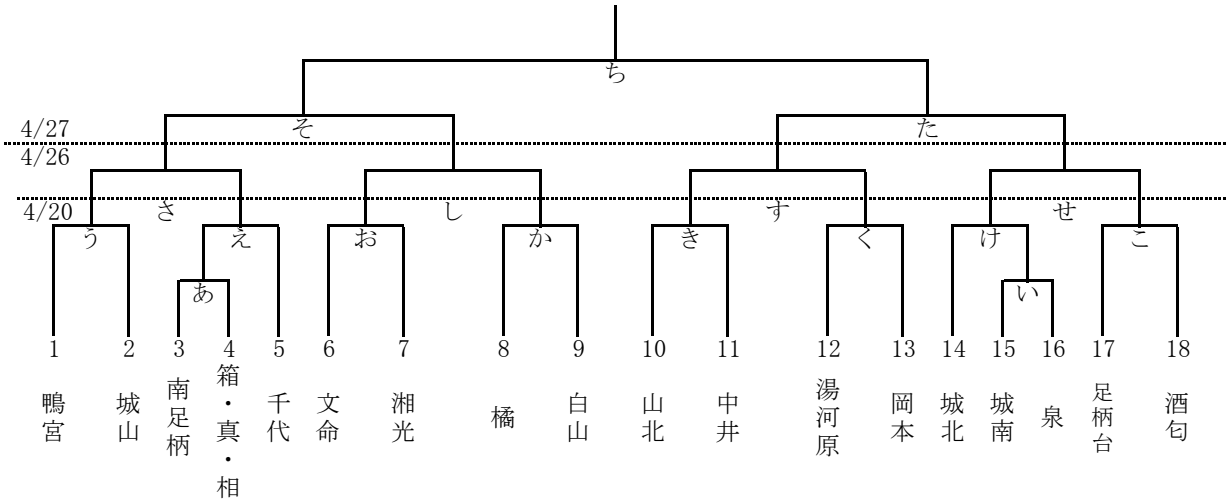 ち
4/27
そ
た
4/26
4/20
さ
し
す
せ
う
え
お
か
き
く
け
こ
あ
い
1
2
3
4
5
6
7
8
9
10
11
12
13
14
15
16
17
18
鴨宮
城山
南足柄
箱・真・相
千代
文命
湘光
橘
白山
山北
中井
湯河原
岡本
城北
城南
泉
足柄台
酒匂